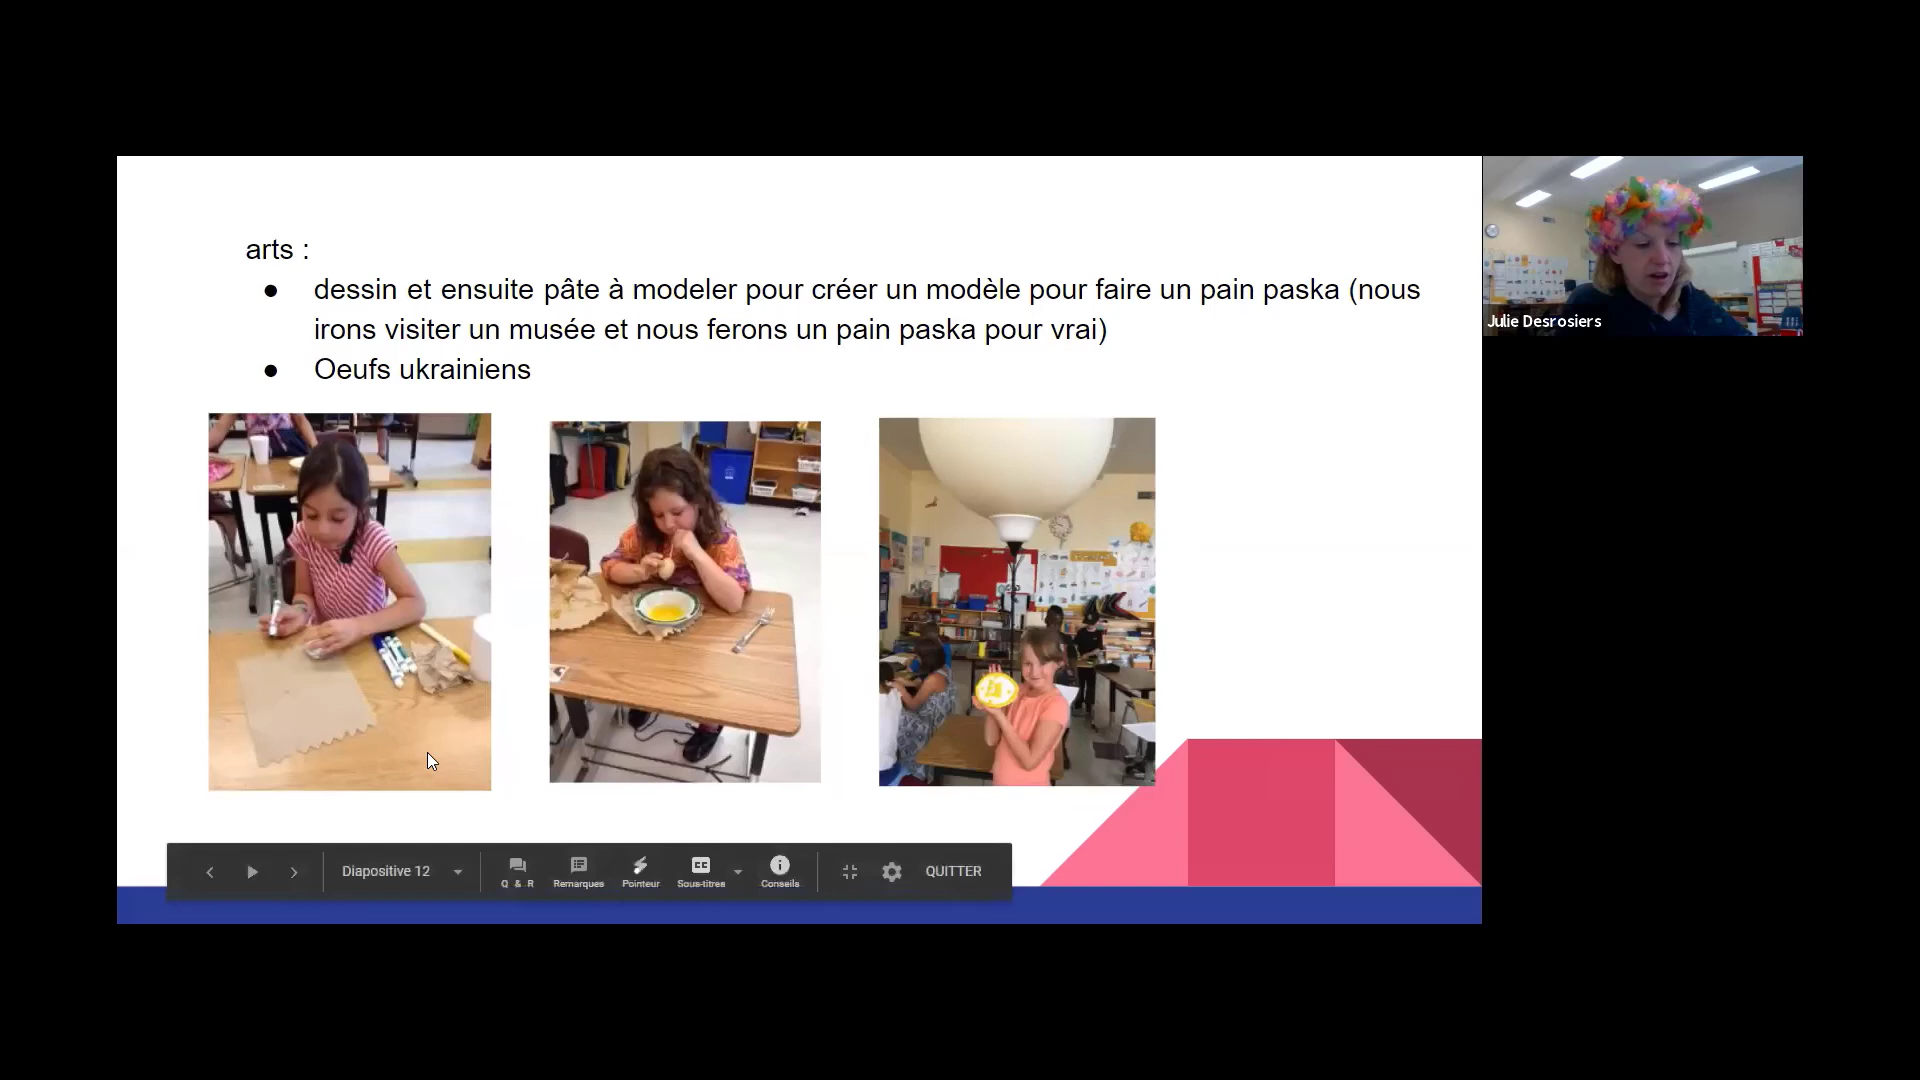 arts :
● dessin et ensuite pâte à modeler pour créer un modèle pour faire un pain paska (nous
irons visiter un musée et nous ferons un pain paska pour vrai)
● Oeufs ukrainiens
Julie Desrosiers
Diapositive 12
Q & R
Remarques
Pointeur
Sous-titres
Conseils
QUITTER